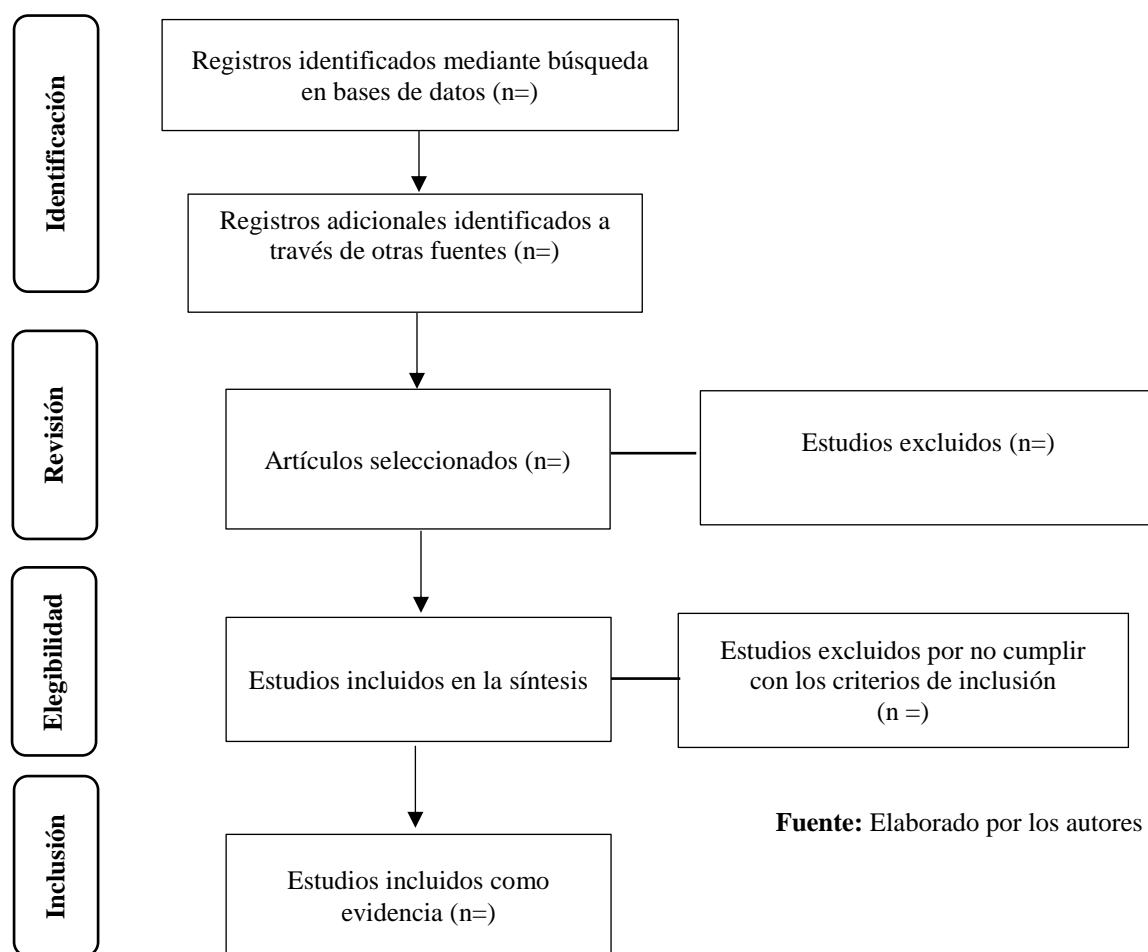 Identificación
Registros identificados mediante búsqueda
en bases de datos (n=)
Registros adicionales identificados a
través de otras fuentes (n=)
Revisión
Artículos seleccionados (n=)
Estudios excluidos (n=)
Elegibilidad
Estudios incluidos en la síntesis
Estudios excluidos por no cumplir
con los criterios de inclusión
(n =)
Inclusión
Estudios incluidos como
evidencia (n=)
Fuente: Elaborado por los autores